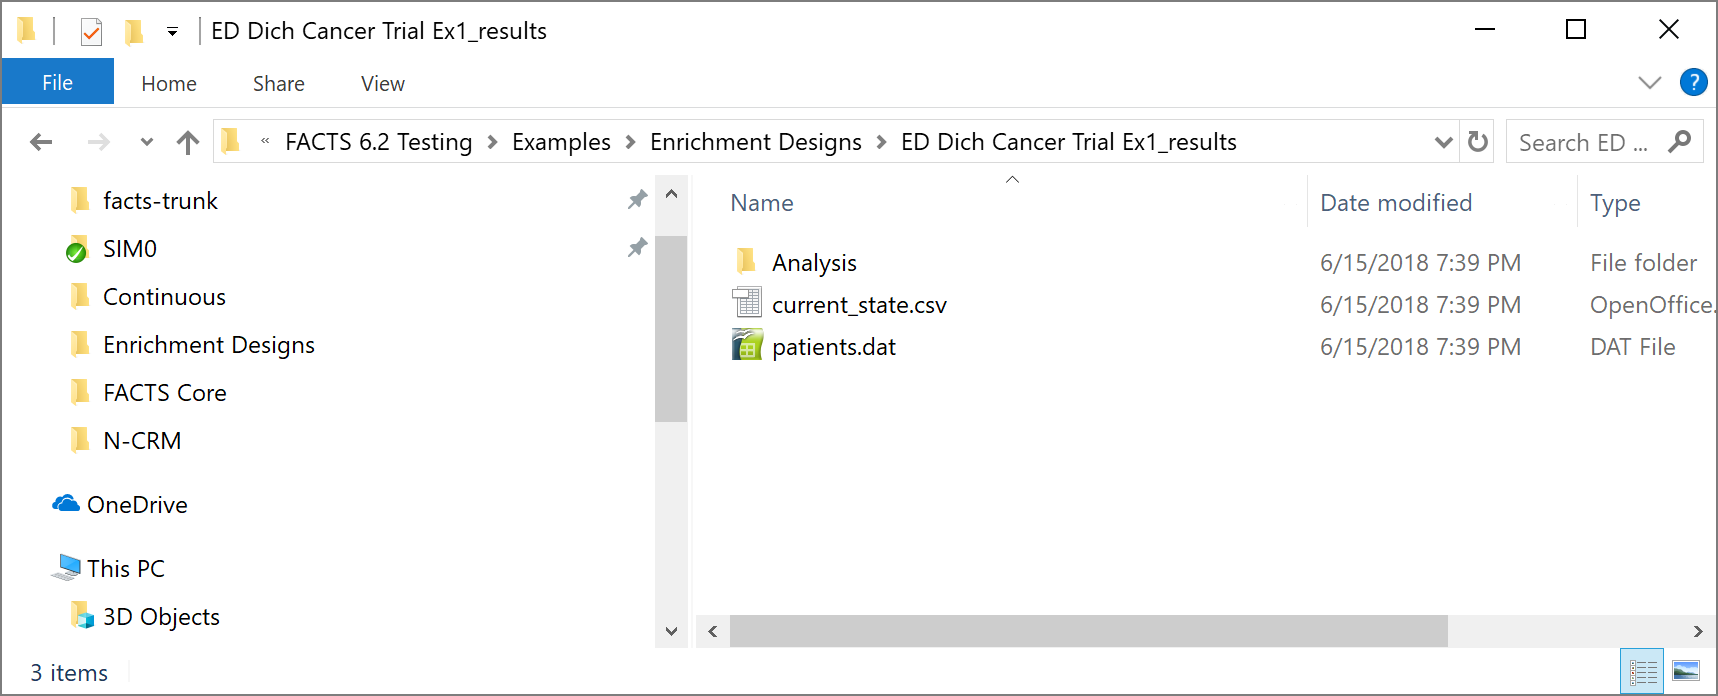 ED Dich Cancer Trial Ex1_results
File Home Share View
?
« FACTS 6.2 Testing > Examples > Enrichment Designs > ED Dich Cancer Trial Ex1_results Search ED ...
facts-trunk
SIM0
Continuous
Enrichment Designs
FACTS Core
N-CRM
OneDrive
This PC
3D Objects
Name Date modified Type
Analysis 6/15/2018 7:39 PM File folder
current_state.csv 6/15/2018 7:39 PM OpenOffice.
patients.dat 6/15/2018 7:39 PM DAT File
3 items